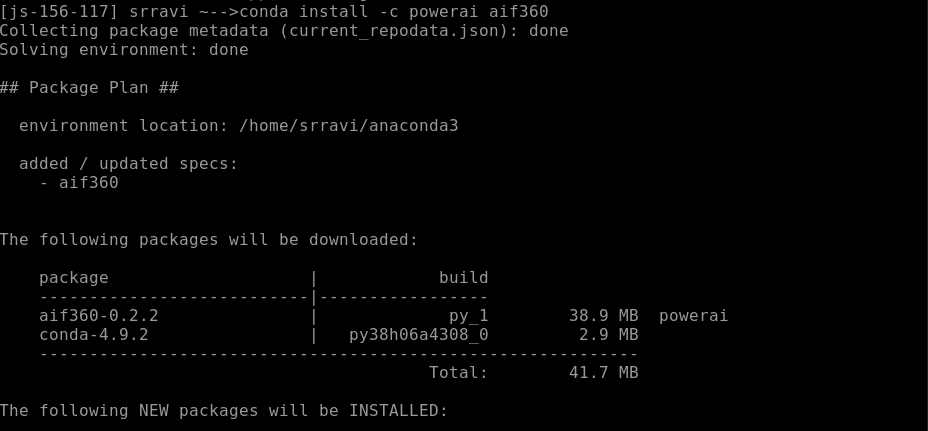 [js-156-117] srravi ~-->conda install -c powerai aif360
Collecting package metadata (current_repodata.json): done
Solving environment: done
## Package Plan ##
  environment location: /home/srravi/anaconda3
  added / updated specs:
    - aif360
The following packages will be downloaded:
    package                    |            build
    ---------------------------|-----------------
    aif360-0.2.2               |             py_1        38.9 MB  powerai
    conda-4.9.2                |   py38h06a4308_0         2.9 MB
    ------------------------------------------------------------
                                           Total:        41.7 MB
The following NEW packages will be INSTALLED: